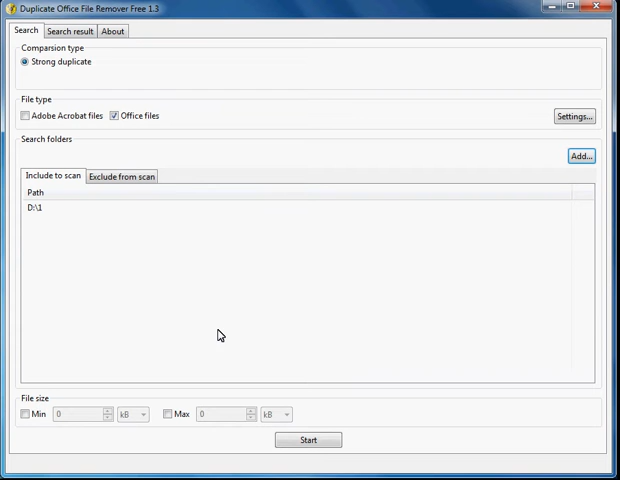 Duplicate Office File Remover Free 1.3
Search Search result About
Comparsion type
Strong duplicate
File type
Adobe Acrobat files Office files Settings...
Search folders
Add...
Include to scan Exclude from scan
Path
D:\1
File size
Min 0 kB Max 0 kB
Start